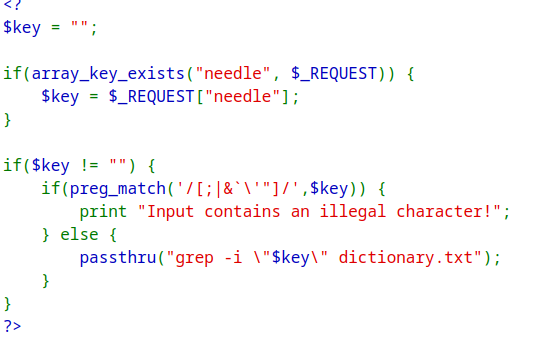 <?
$key = "";
if(array_key_exists("needle", $_REQUEST)) {
    $key = $_REQUEST["needle"];
}
if($key != "") {
    if(preg_match('/[;|&`\'"]/',$key)) {
        print "Input contains an illegal character!";
    } else {
        passthru("grep -i \"$key\" dictionary.txt");
    }
}
?>